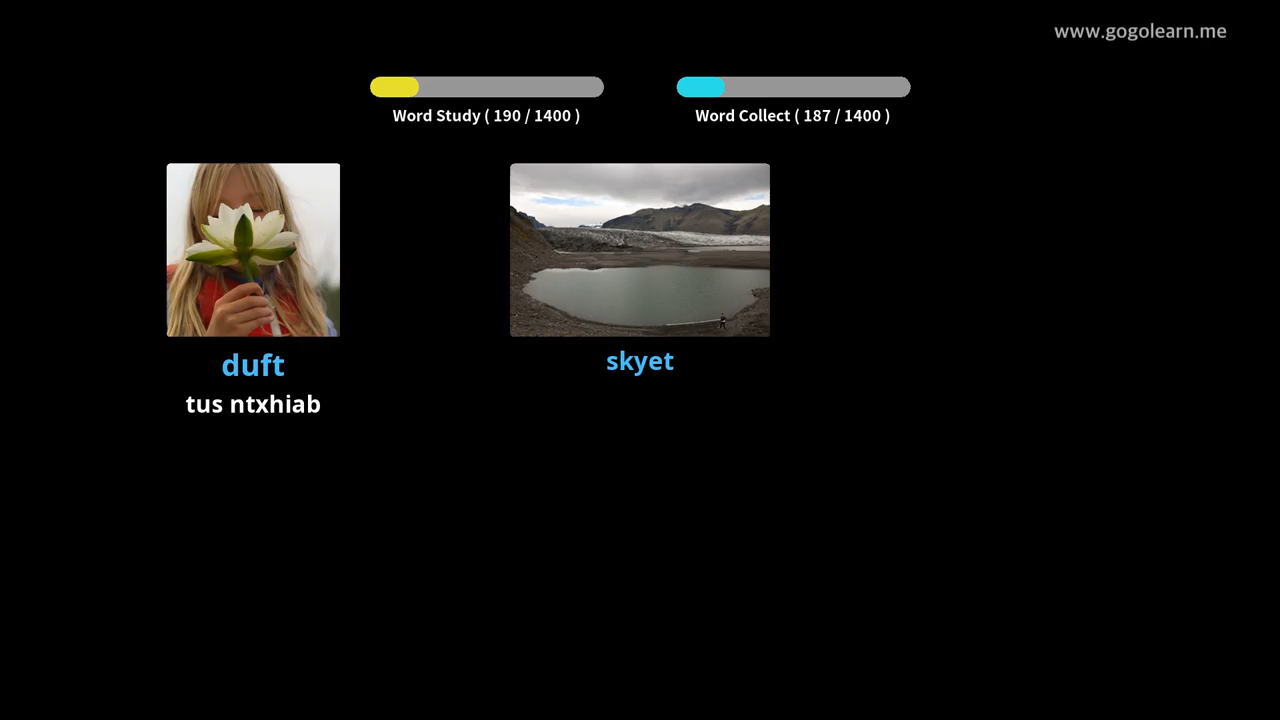 www.gogolearn.me
Word Study ( 190 / 1400 )
Word Collect ( 187 / 1400 )
duft
tus ntxhiab
skyet